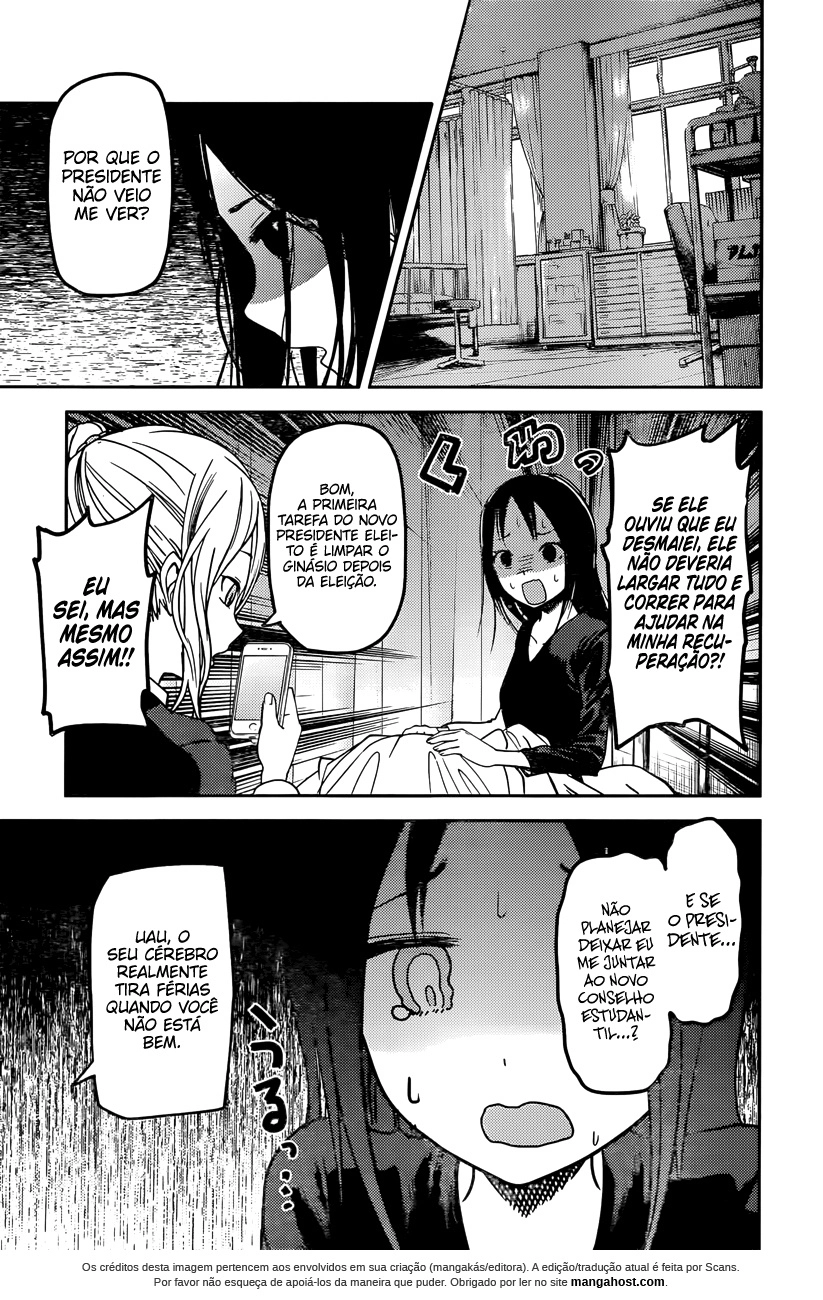 POR QUE O
PRESIDENTE
NÃO VEIO
ME VER?
SE ELE
OUVIU QUE EU
DESMAIEI, ELE
NÃO DEVERIA
LARGAR TUDO E
CORRER PARA
AJUDAR NA
MINHA RECU-
PERAÇÃO?!
BOM,
A PRIMEIRA
TAREFA DO NOVO
PRESIDENTE ELEI-
TO É LIMPAR O
GINÁSIO DEPOIS
DA ELEIÇÃO.
EU
SEI, MAS
MESMO
ASSIM!!
E SE
O PRESI-
DENTE...
NÃO
PLANEJAR
DEIXAR EU
ME JUNTAR
AO NOVO
CONSELHO
ESTUDAN-
TIL...?
UAU, O
SEU CÉREBRO
REALMENTE
TIRA FÉRIAS
QUANDO VOCÊ
NÃO ESTÁ
BEM.
うるっ…
Os créditos desta imagem pertencem aos envolvidos em sua criação (mangakás/editora). A edição/tradução atual é feita por Scans.
Por favor não esqueça de apoiá-los da maneira que puder. Obrigado por ler no site mangahost.com.